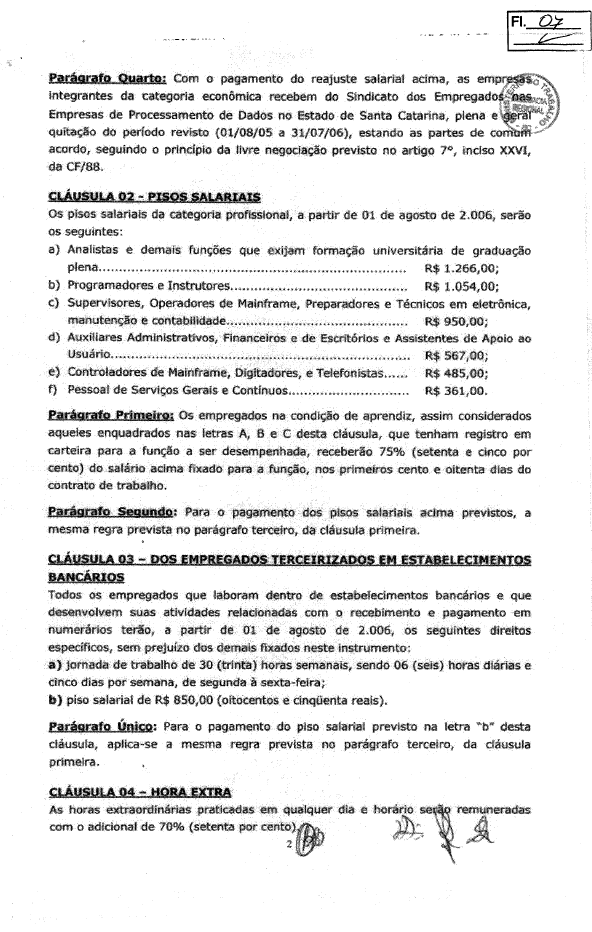 Fl. 07
Parágrafo Quarto: Com o pagamento do reajuste salarial acima, as empresas
integrantes da categoria econômica recebem do Sindicato dos Empregados nas
Empresas de Processamento de Dados no Estado de Santa Catarina, plena e geral
quitação do período revisto (01/08/05 a 31/07/06), estando as partes de comum
acordo, seguindo o princípio da livre negociação previsto no artigo 7º, inciso XXVI,
da CF/88.
CLÁUSULA 02 - PISOS SALARIAIS
Os pisos salariais da categoria profissional, a partir de 01 de agosto de 2.006, serão
os seguintes:
a) Analistas e demais funções que exijam formação universitária de graduação
plena............................................................................ R$ 1.266,00;
b) Programadores e Instrutores............................................ R$ 1.054,00;
c) Supervisores, Operadores de Mainframe, Preparadores e Técnicos em eletrônica,
manutenção e contabilidade............................................. R$ 950,00;
d) Auxiliares Administrativos, Financeiros e de Escritórios e Assistentes de Apoio ao
Usuário.......................................................................... R$ 567,00;
e) Controladores de Mainframe, Digitadores, e Telefonistas...... R$ 485,00;
f) Pessoal de Serviços Gerais e Contínuos.............................. R$ 361,00.
Parágrafo Primeiro: Os empregados na condição de aprendiz, assim considerados
aqueles enquadrados nas letras A, B e C desta cláusula, que tenham registro em
carteira para a função a ser desempenhada, receberão 75% (setenta e cinco por
cento) do salário acima fixado para a função, nos primeiros cento e oitenta dias do
contrato de trabalho.
Parágrafo Segundo: Para o pagamento dos pisos salariais acima previstos, a
mesma regra prevista no parágrafo terceiro, da cláusula primeira.
CLÁUSULA 03 – DOS EMPREGADOS TERCEIRIZADOS EM ESTABELECIMENTOS
BANCÁRIOS
Todos os empregados que laboram dentro de estabelecimentos bancários e que
desenvolvem suas atividades relacionadas com o recebimento e pagamento em
numerários terão, a partir de 01 de agosto de 2.006, os seguintes direitos
específicos, sem prejuízo dos demais fixados neste instrumento:
a) jornada de trabalho de 30 (trinta) horas semanais, sendo 06 (seis) horas diárias e
cinco dias por semana, de segunda à sexta-feira;
b) piso salarial de R$ 850,00 (oitocentos e cinqüenta reais).
Parágrafo Único: Para o pagamento do piso salarial previsto na letra "b" desta
cláusula, aplica-se a mesma regra prevista no parágrafo terceiro, da cláusula
primeira.
CLÁUSULA 04 – HORA EXTRA
As horas extraordinárias praticadas em qualquer dia e horário serão remuneradas
com o adicional de 70% (setenta por cento).
2